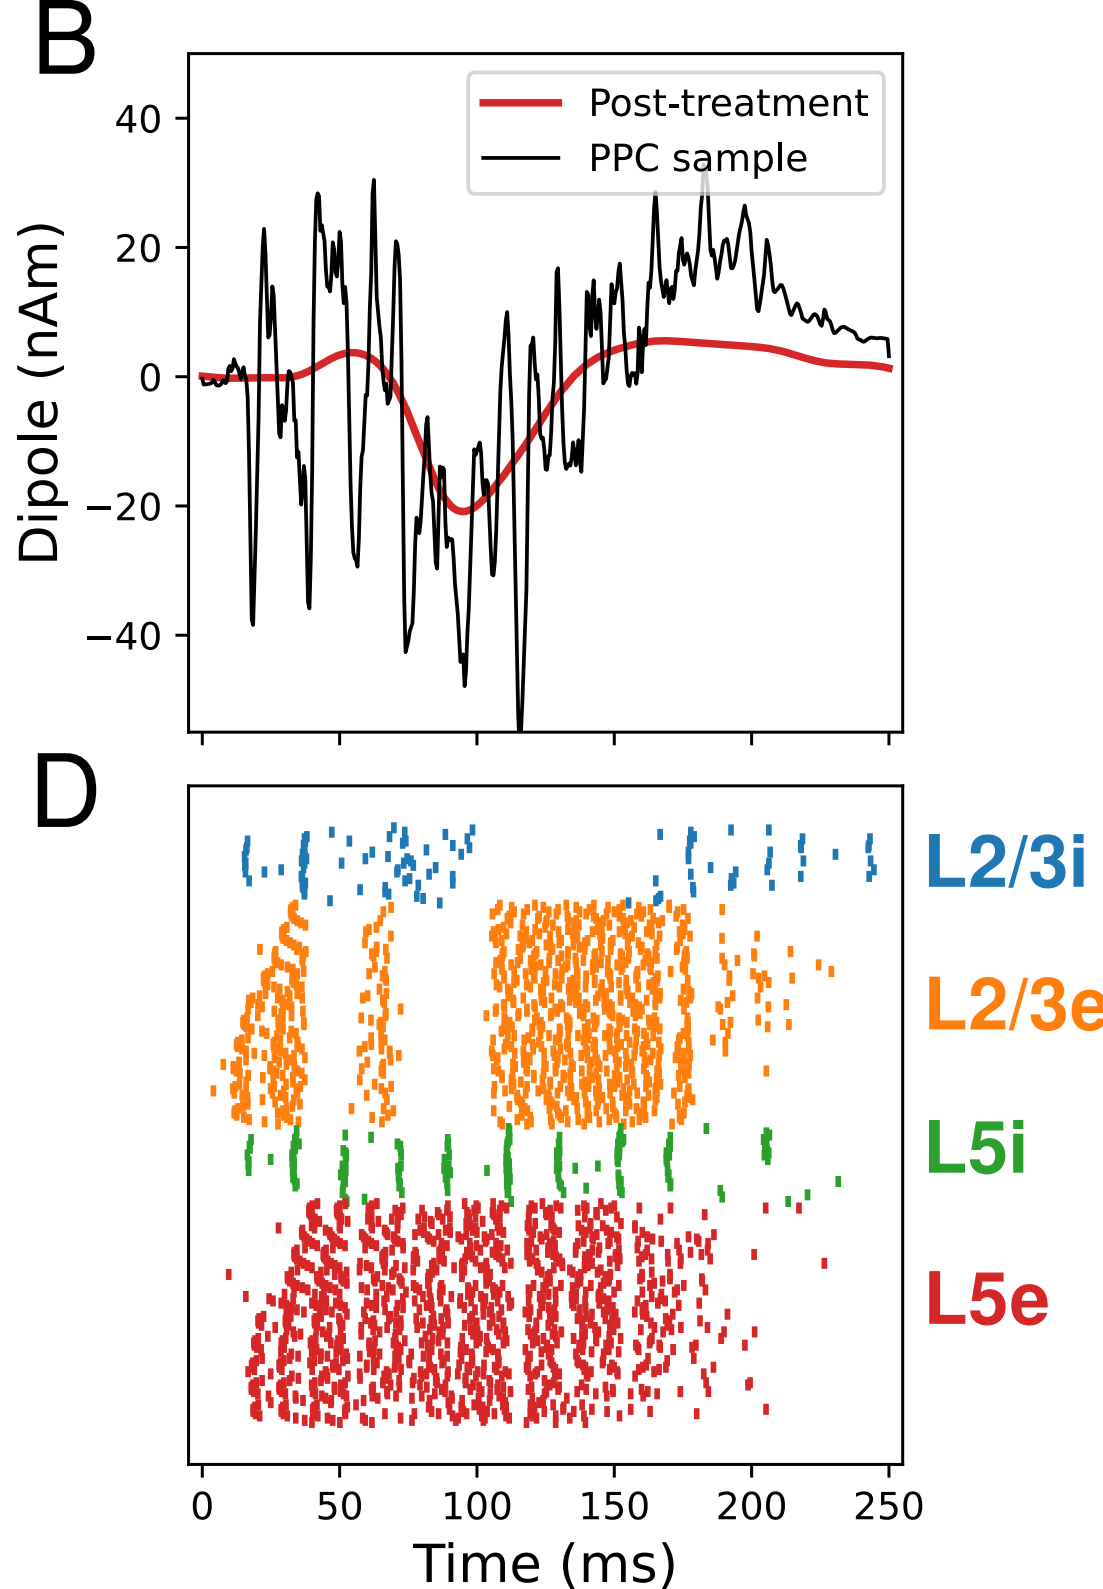 B
Post-treatment
PPC sample
40
20
0
−20
−40
Dipole (nAm)
D
L2/3i
L2/3e
L5i
L5e
0 50 100 150 200 250
Time (ms)